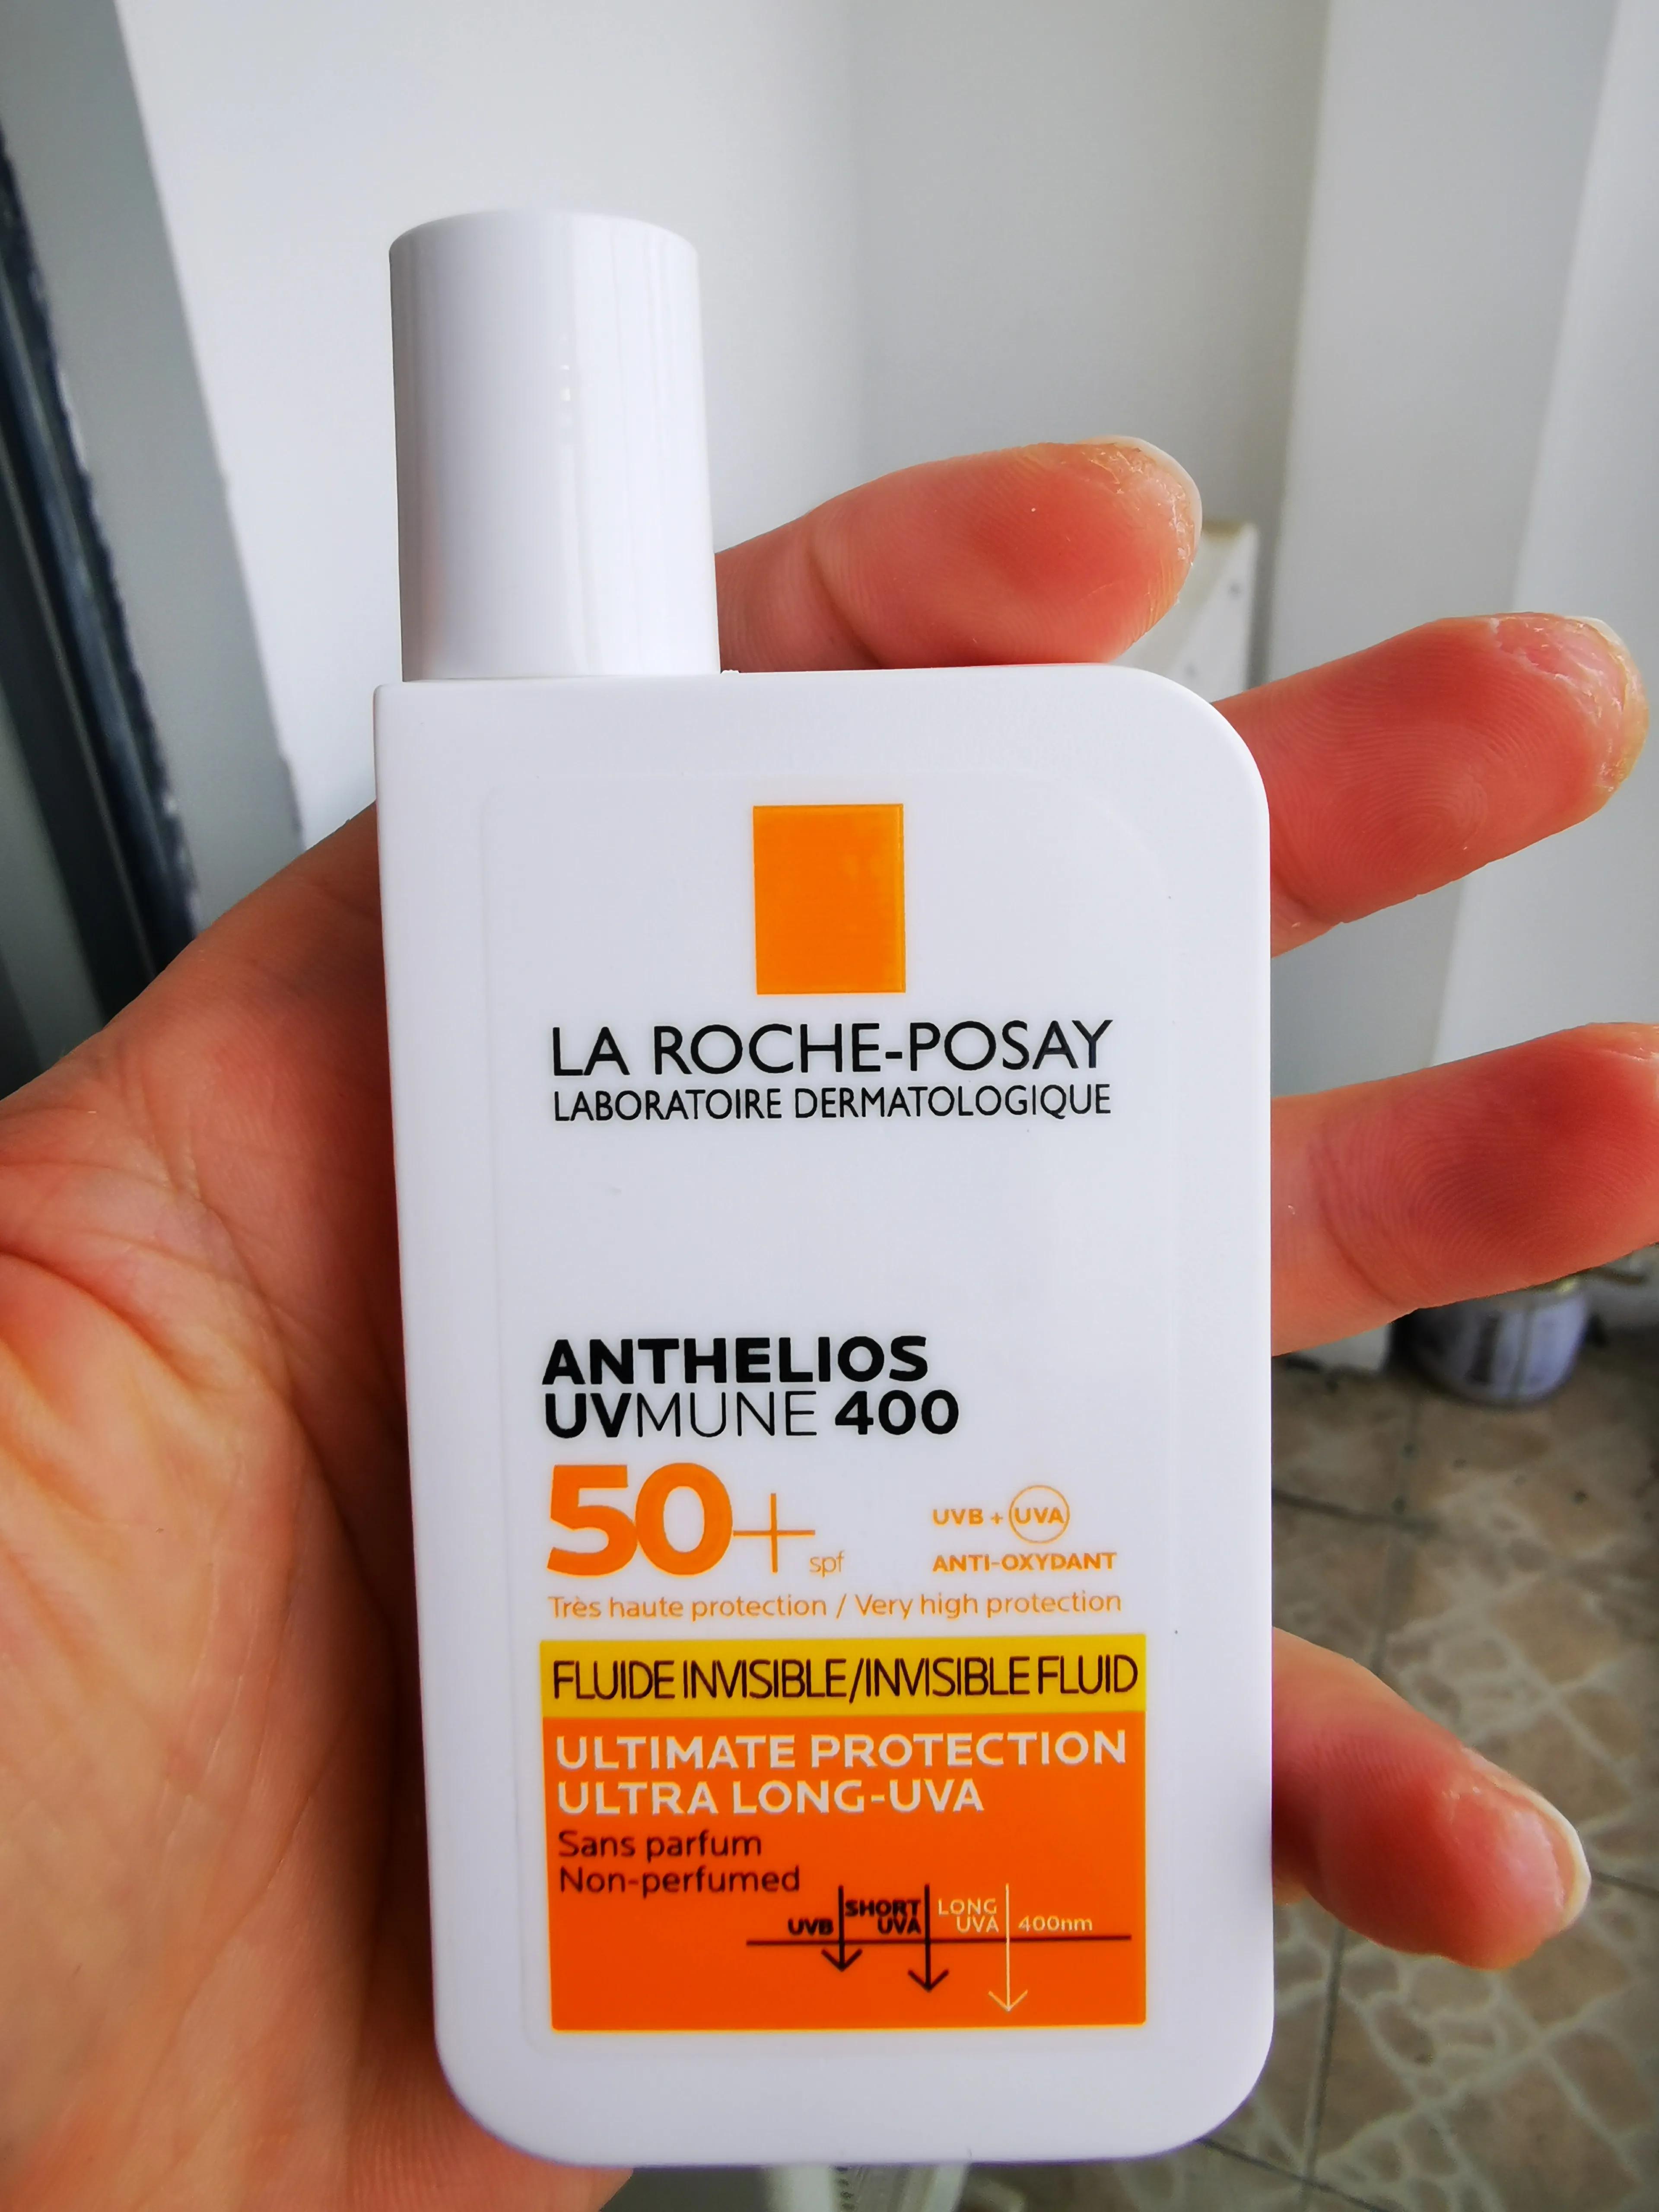 LA ROCHE-POSAY
LABORATOIRE DERMATOLOGIQUE
ANTHELIOS
UVMUNE 400
50+ spf
UVB + UVA
ANTI-OXYDANT
Très haute protection / Very high protection
FLUIDE INVISIBLE/INVISIBLE FLUID
ULTIMATE PROTECTION
ULTRA LONG-UVA
Sans parfum
Non-perfumed
UVB
SHORT UVA
LONG UVA
400nm